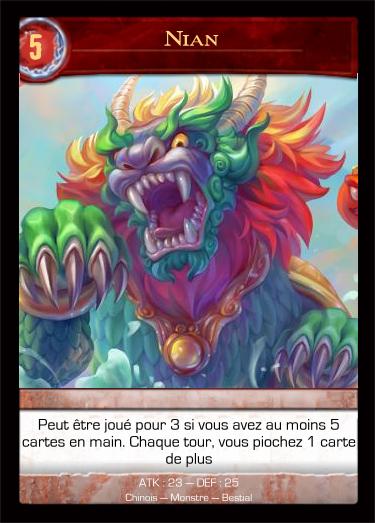 5
Nian
Peut être joué pour 3 si vous avez au moins 5
cartes en main. Chaque tour, vous piochez 1 carte
de plus
ATK : 23 — DEF : 25
Chinois — Monstre — Bestial